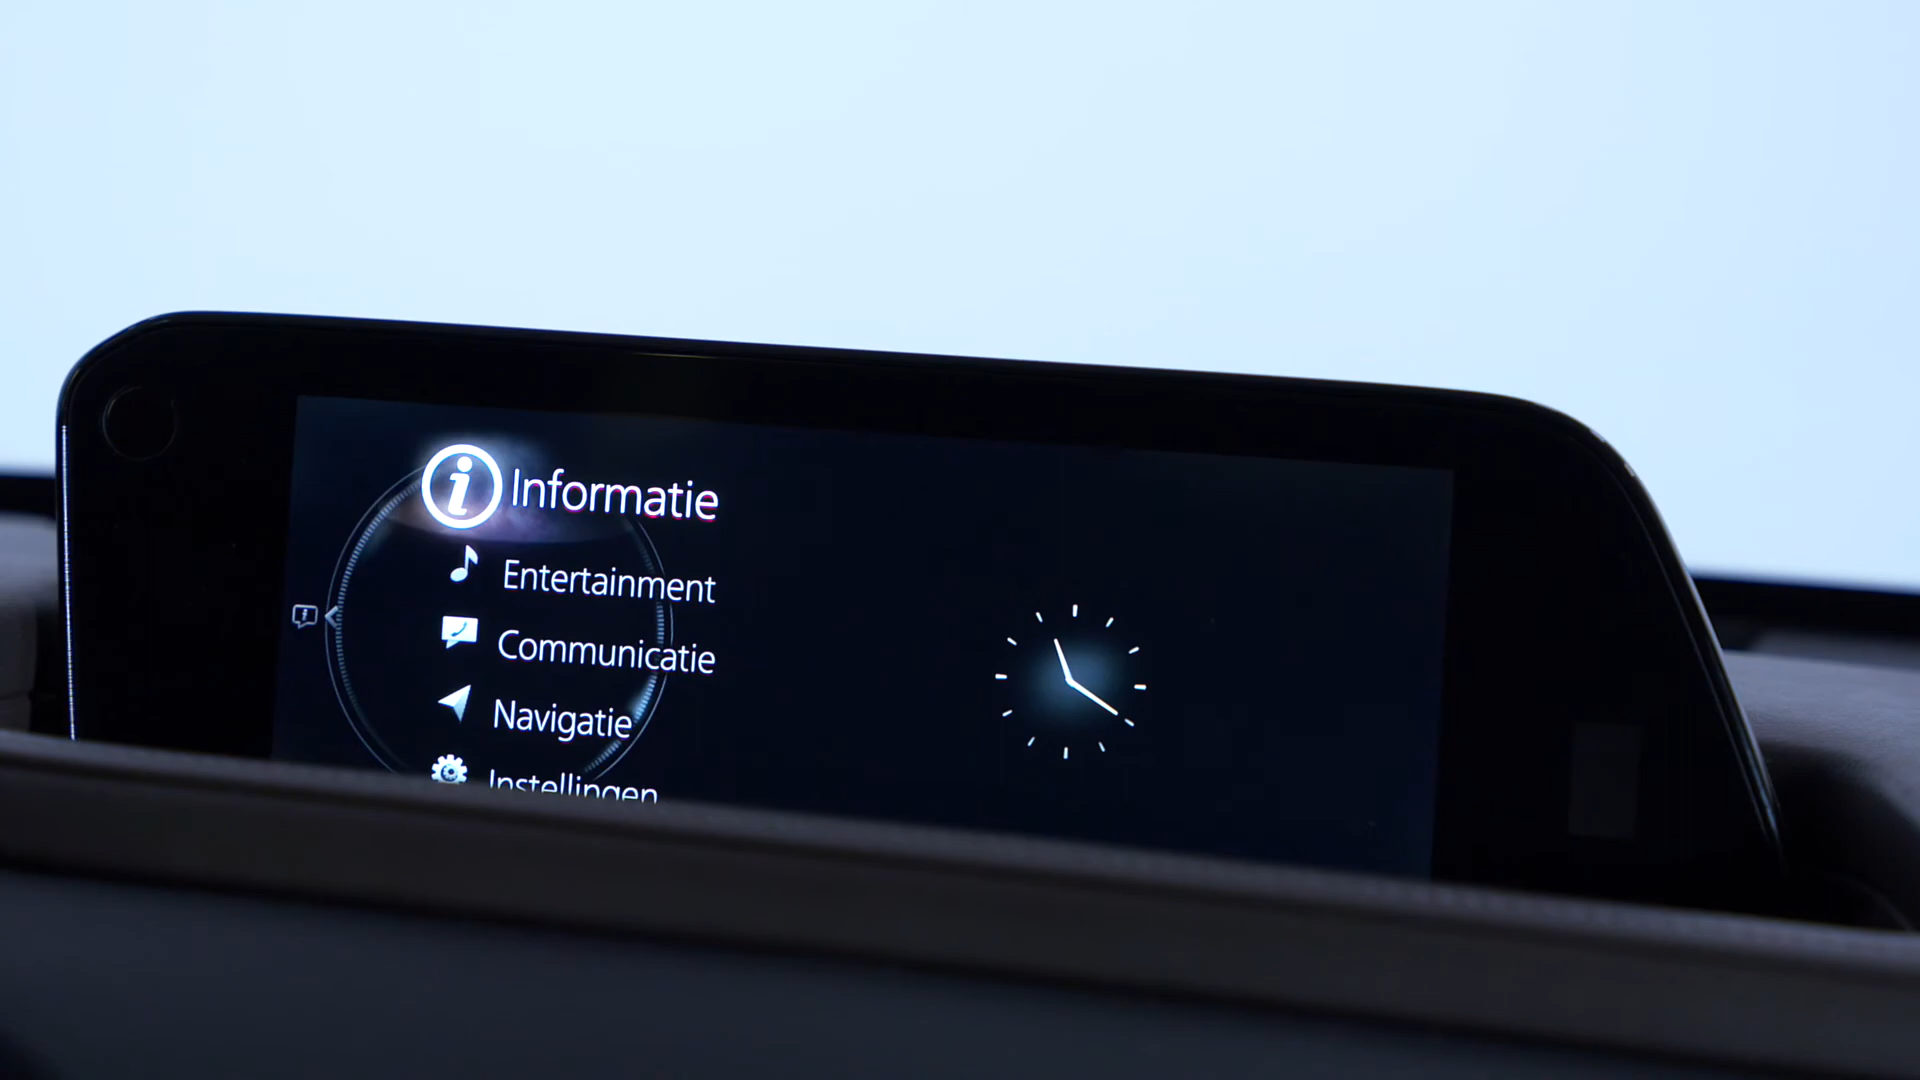 Informatie
Entertainment
Communicatie
Navigatie
Instellingen